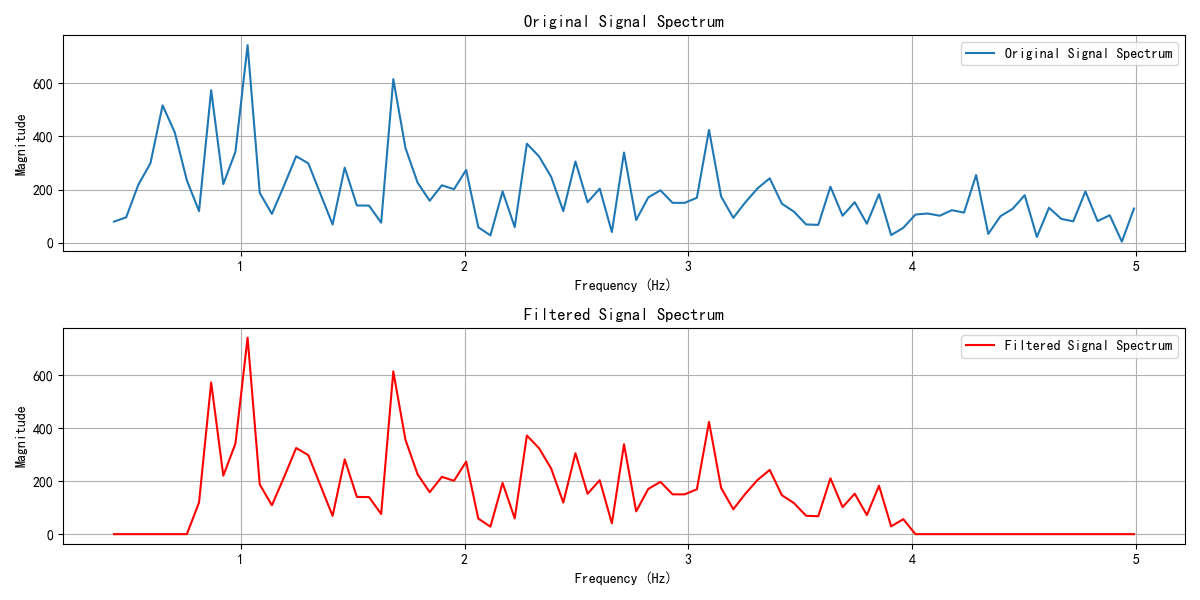 Original Signal Spectrum
Original Signal Spectrum
Magnitude
600
400
200
0
1 2 3 4 5
Frequency (Hz)
Filtered Signal Spectrum
Filtered Signal Spectrum
Magnitude
600
400
200
0
1 2 3 4 5
Frequency (Hz)